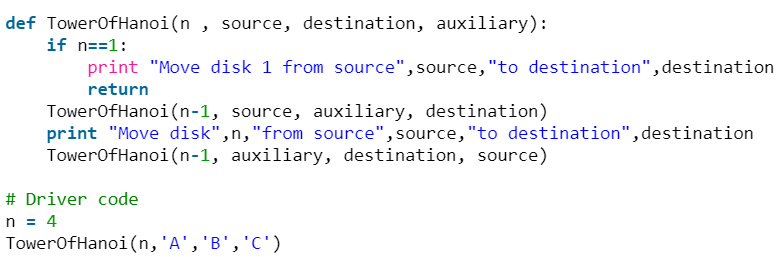 def TowerOfHanoi(n , source, destination, auxiliary):
    if n==1:
        print "Move disk 1 from source",source,"to destination",destination
        return
    TowerOfHanoi(n-1, source, auxiliary, destination)
    print "Move disk",n,"from source",source,"to destination",destination
    TowerOfHanoi(n-1, auxiliary, destination, source)

# Driver code
n = 4
TowerOfHanoi(n,'A','B','C')